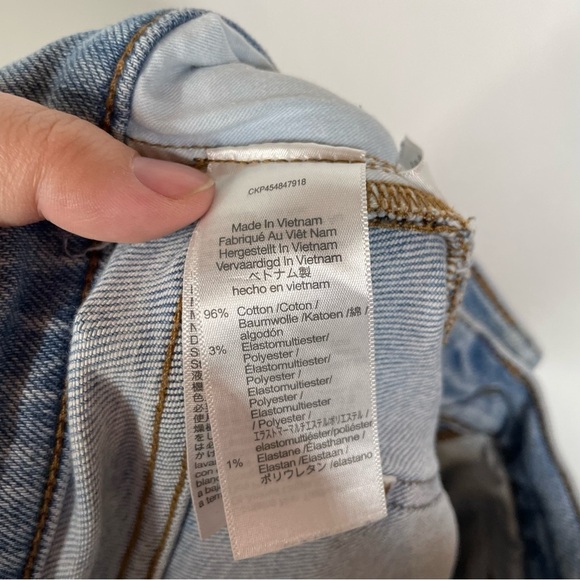 CKP454847918
Made In Vietnam
Fabriqué Au Viêt Nam
Hergestellt In Vietnam
Vervaardigd In Vietnam
ベトナム製
hecho en vietnam
96% Cotton /Coton /
Baumwolle /Katoen /綿 /
algodón
3% Elastomultiester/
Polyester /
Elastomultiester/
Polyester /
Elastomultiester/
Polyester /
Elastomultiester
/ Polyester /
エラストマーマルチエステル/ポリエステル /
elastomultiéster/poliéster
1% Elastane /Élasthanne /
Elastan /Elastaan /
ポリウレタン /elastano